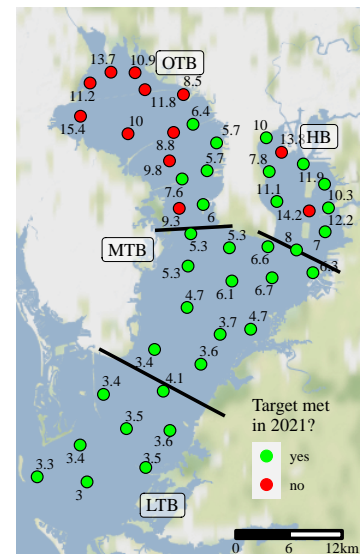 13.7 10.9
OTB
11.2 11.8 8.5
15.4 10 6.4
8.8 5.7
10 13.8 HB
9.8 5.7 7.8 11.9
7.6 11.1 10.3
9.3 6 14.2 12.2
MTB 5.3 5.3 8 7
5.3 6.6 6.3
6.1 6.7
4.7
3.7 4.7
3.4 3.6
3.4 4.1
3.5
3.4 3.6
3.3 3.5
3
LTB
Target met
in 2021?
yes
no
0 6 12km